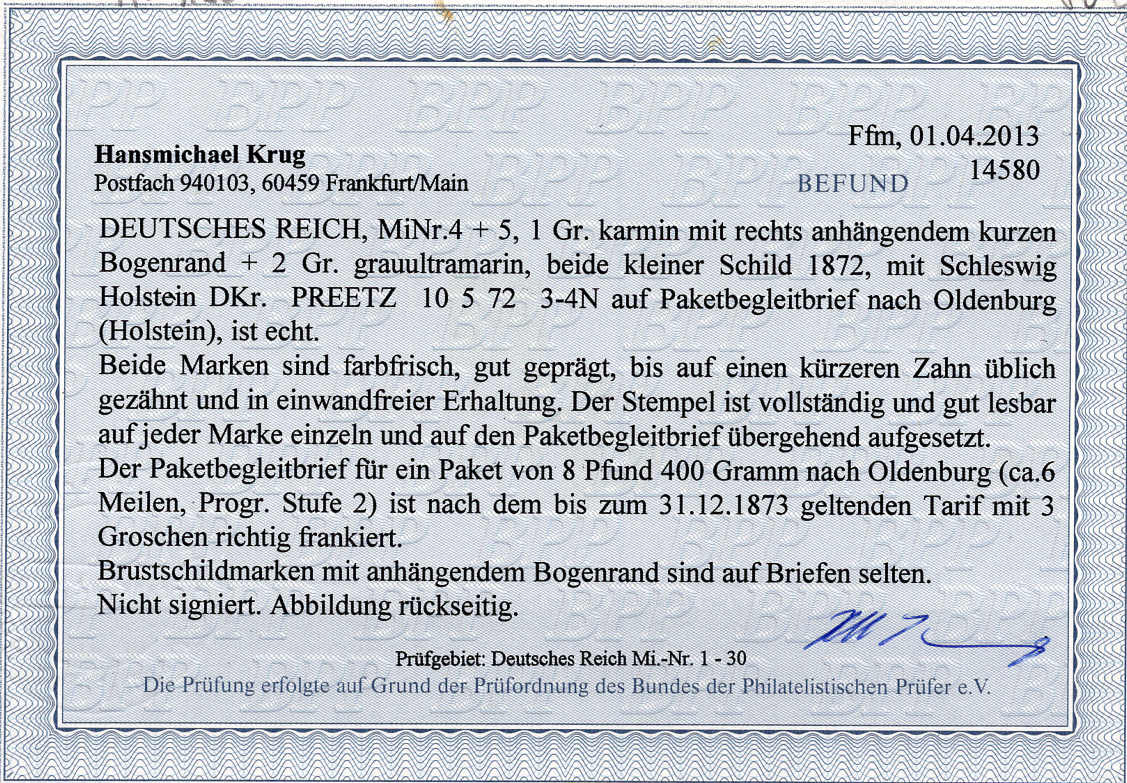 Ffm, 01.04.2013
Hansmichael Krug
14580
Postfach 940103, 60459 Frankfurt/Main
BEFUND
DEUTSCHES REICH, MiNr.4 + 5, 1 Gr. karmin mit rechts anhängendem kurzen
Bogenrand + 2 Gr. grauultramarin, beide kleiner Schild 1872, mit Schleswig
Holstein DKr. PREETZ 10 5 72 3-4N auf Paketbegleitbrief nach Oldenburg
(Holstein), ist echt.
Beide Marken sind farbfrisch, gut geprägt, bis auf einen kürzeren Zahn üblich
gezähnt und in einwandfreier Erhaltung. Der Stempel ist vollständig und gut lesbar
auf jeder Marke einzeln und auf den Paketbegleitbrief übergehend aufgesetzt.
Der Paketbegleitbrief für ein Paket von 8 Pfund 400 Gramm nach Oldenburg (ca.6
Meilen, Progr. Stufe 2) ist nach dem bis zum 31.12.1873 geltenden Tarif mit 3
Groschen richtig frankiert.
Brustschildmarken mit anhängendem Bogenrand sind auf Briefen selten.
Nicht signiert. Abbildung rückseitig.
Prüfgebiet: Deutsches Reich Mi.-Nr. 1 - 30
Die Prüfung erfolgte auf Grund der Prüfordnung des Bundes der Philatelistischen Prüfer e.V.